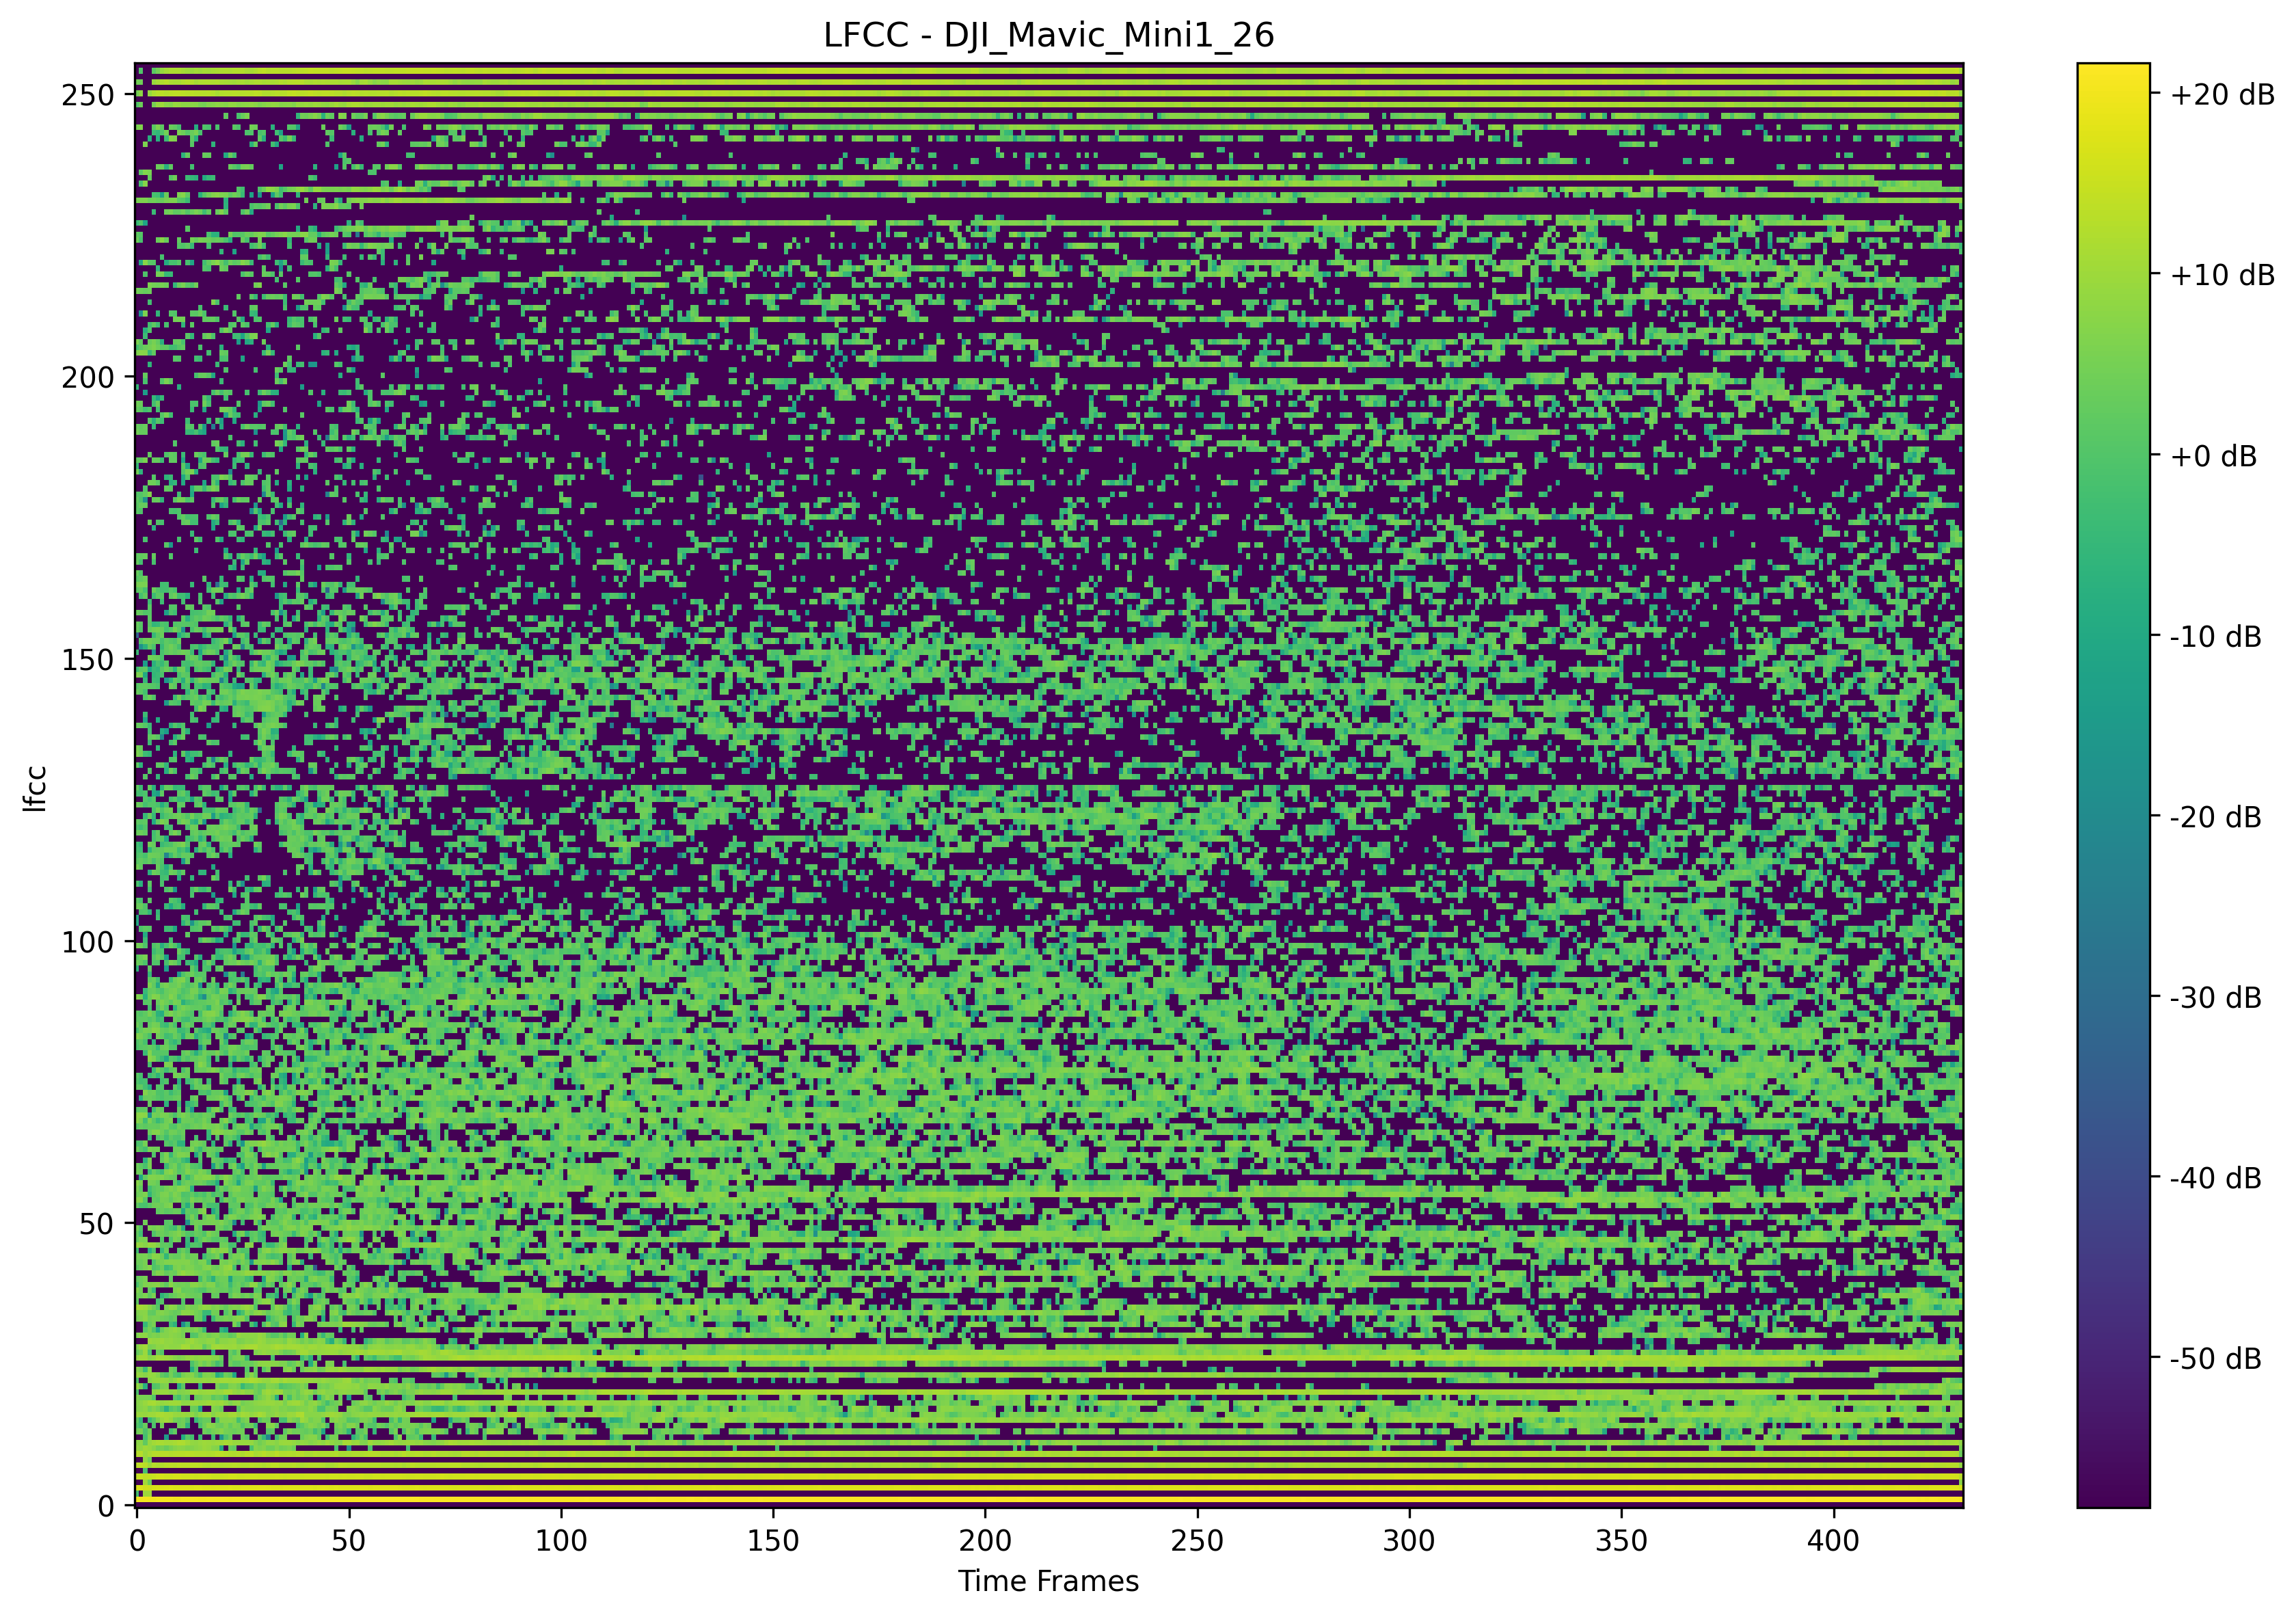 LFCC - DJI_Mavic_Mini1_26
250
200
150
100
50
0
lfcc
0 50 100 150 200 250 300 350 400
Time Frames
+20 dB
+10 dB
+0 dB
-10 dB
-20 dB
-30 dB
-40 dB
-50 dB